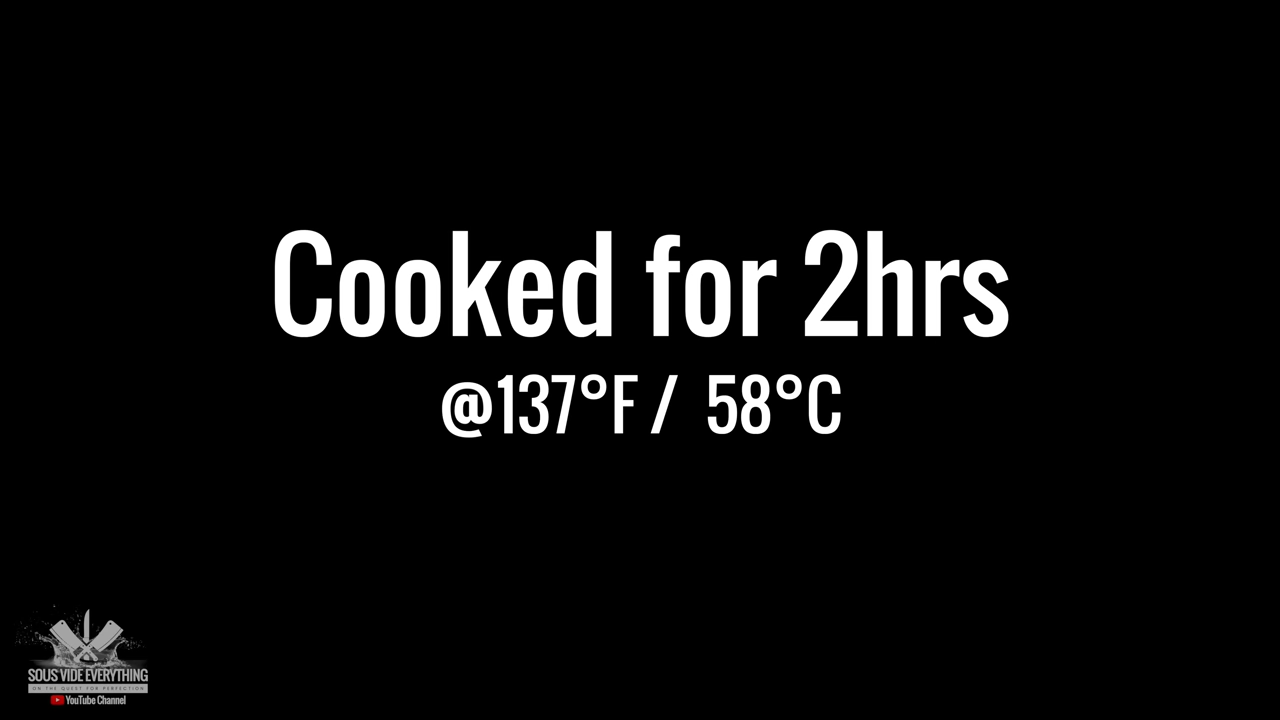 Cooked for 2hrs
@137°F / 58°C
SOUS VIDE EVERYTHING
ON THE QUEST FOR PERFECTION
YouTube Channel